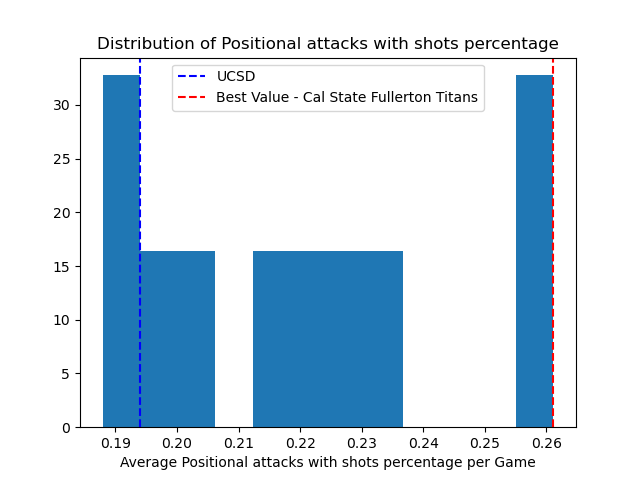 Distribution of Positional attacks with shots percentage
UCSD
Best Value - Cal State Fullerton Titans
30
25
20
15
10
5
0
0.19 0.20 0.21 0.22 0.23 0.24 0.25 0.26
Average Positional attacks with shots percentage per Game